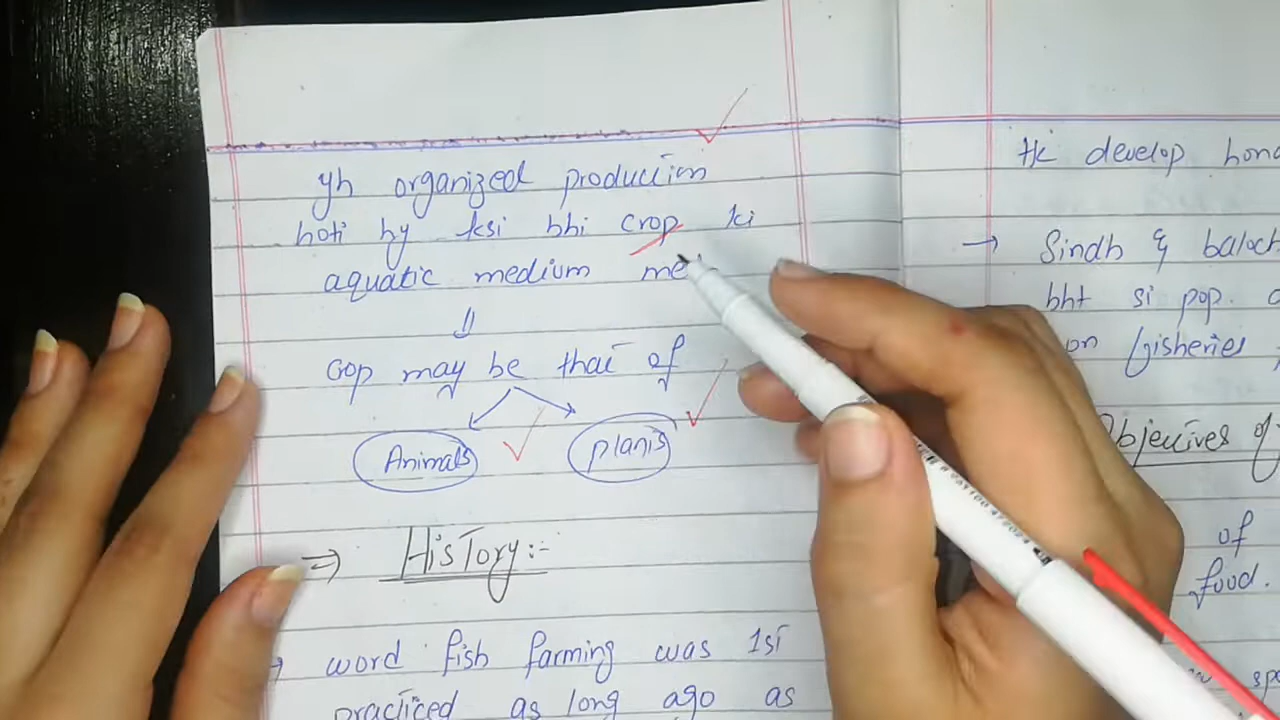 yh organized production
hoti hy ksi bhi crop ki
aquatic medium me
⇓
crop may be that of
Animals plants
⇒ History:-
→ word fish farming was 1st
practiced as long ago as
tk develop
→ Sindh & baloch
bht si pop.
on fisheries
Objectives of
of
food.